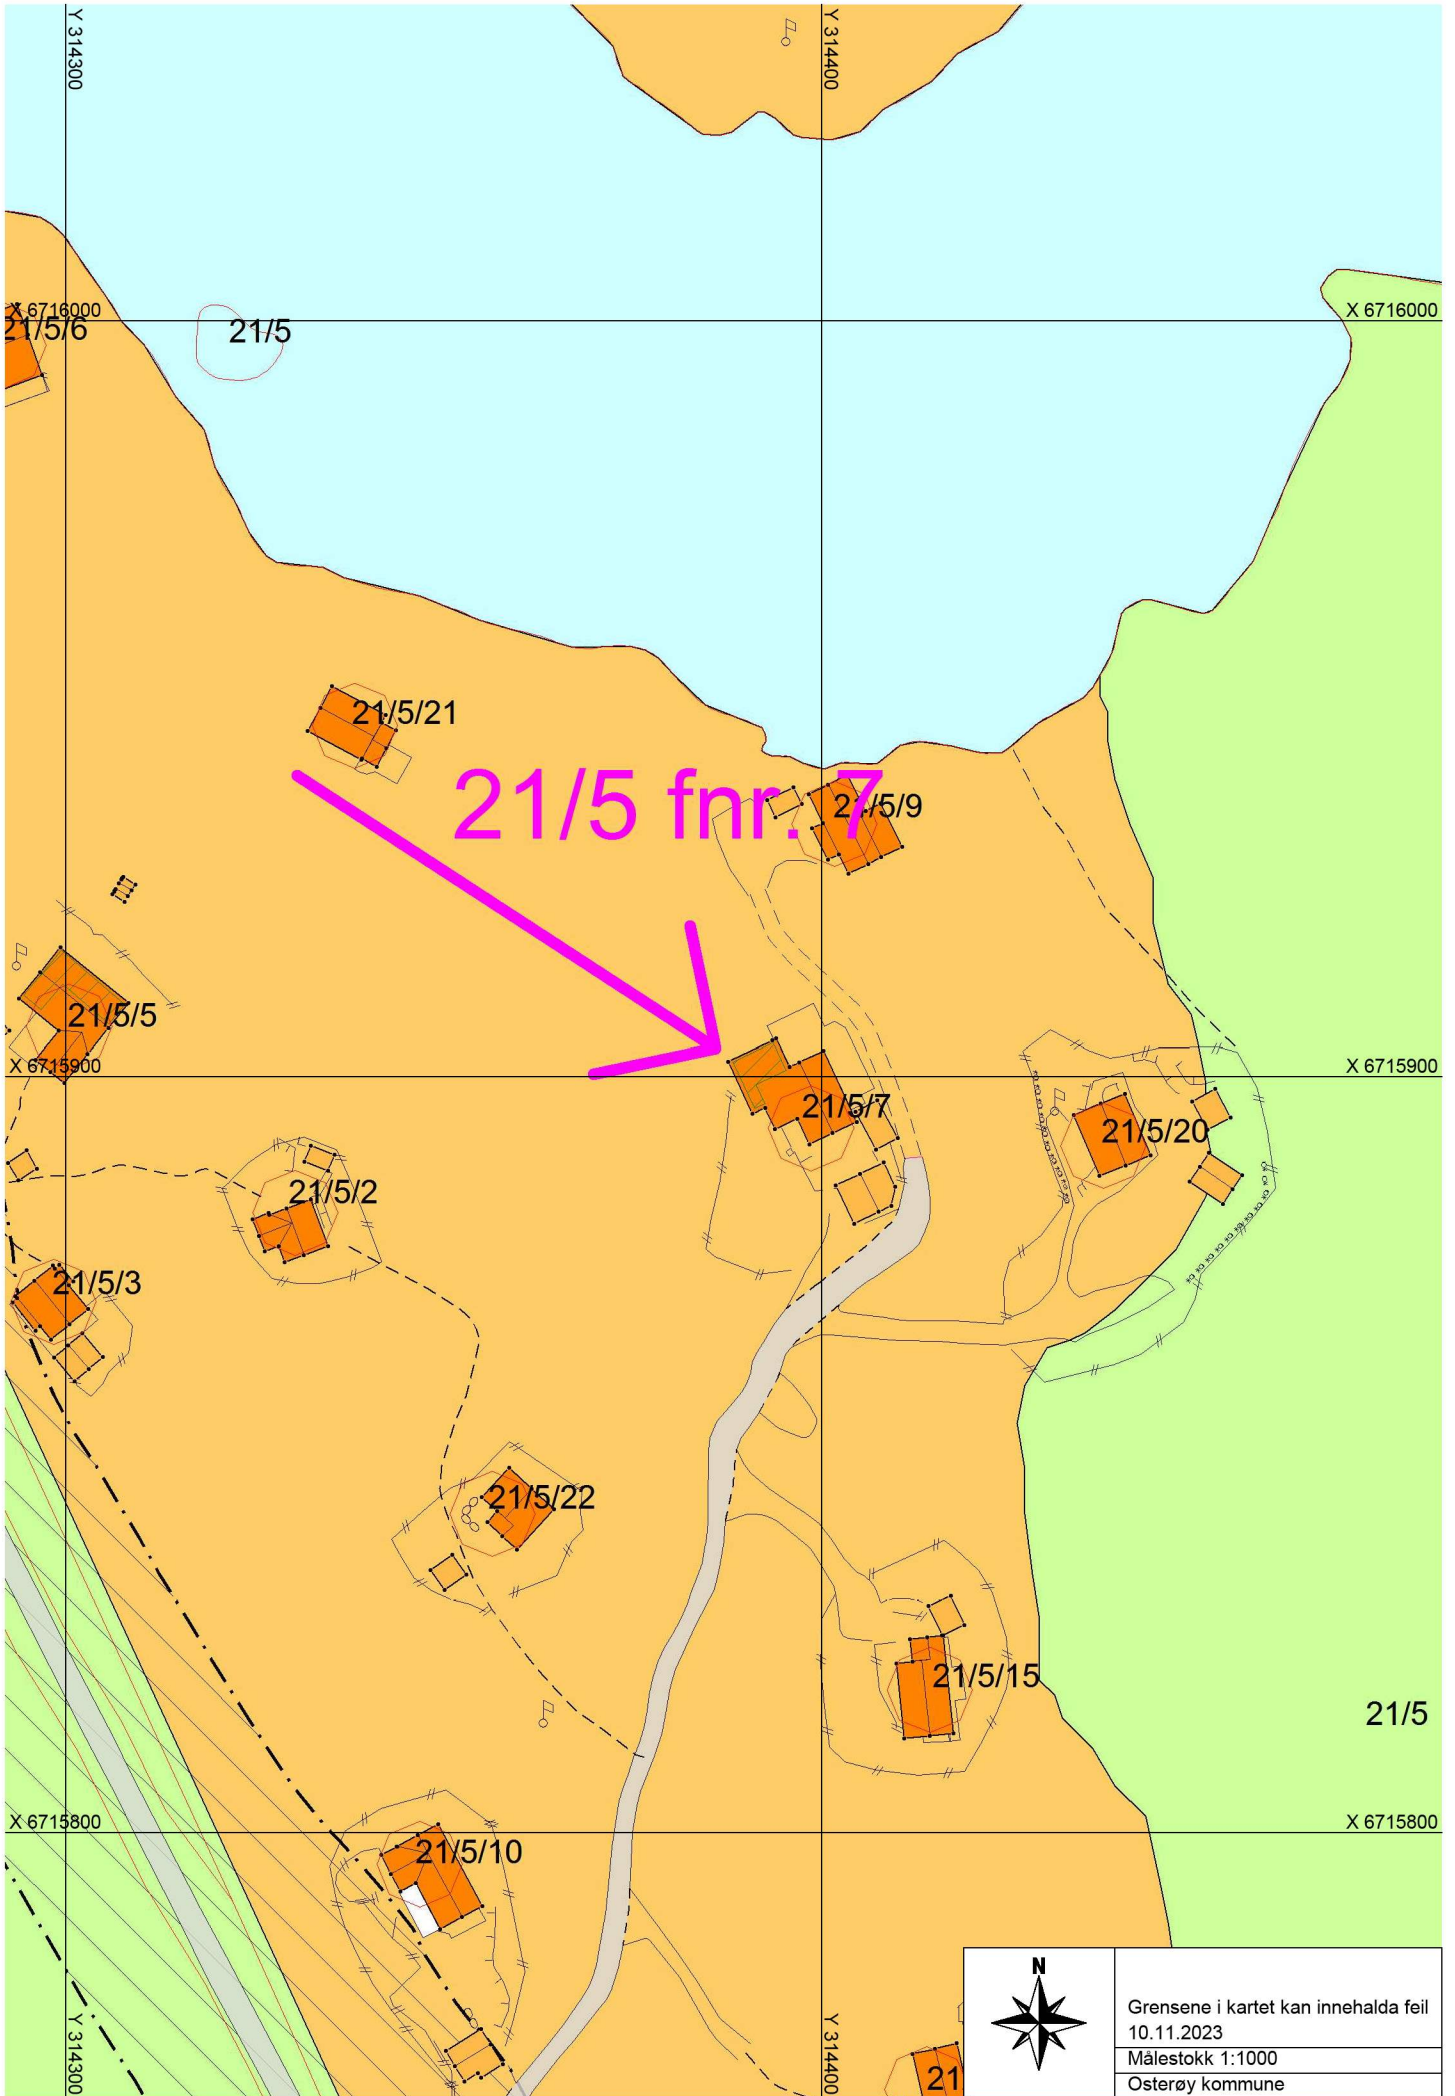 Y 314300
Y 314400
X 6716000
X 6716000
21/5/6
21/5
21/5/21
21/5 fnr. 7
21/5/9
21/5/5
X 6715900
X 6715900
21/5/7
21/5/20
21/5/2
21/5/3
21/5/22
21/5/15
21/5
X 6715800
X 6715800
21/5/10
Y 314300
Y 314400
21
N
Grensene i kartet kan innehalda feil
10.11.2023
Målestokk 1:1000
Osterøy kommune